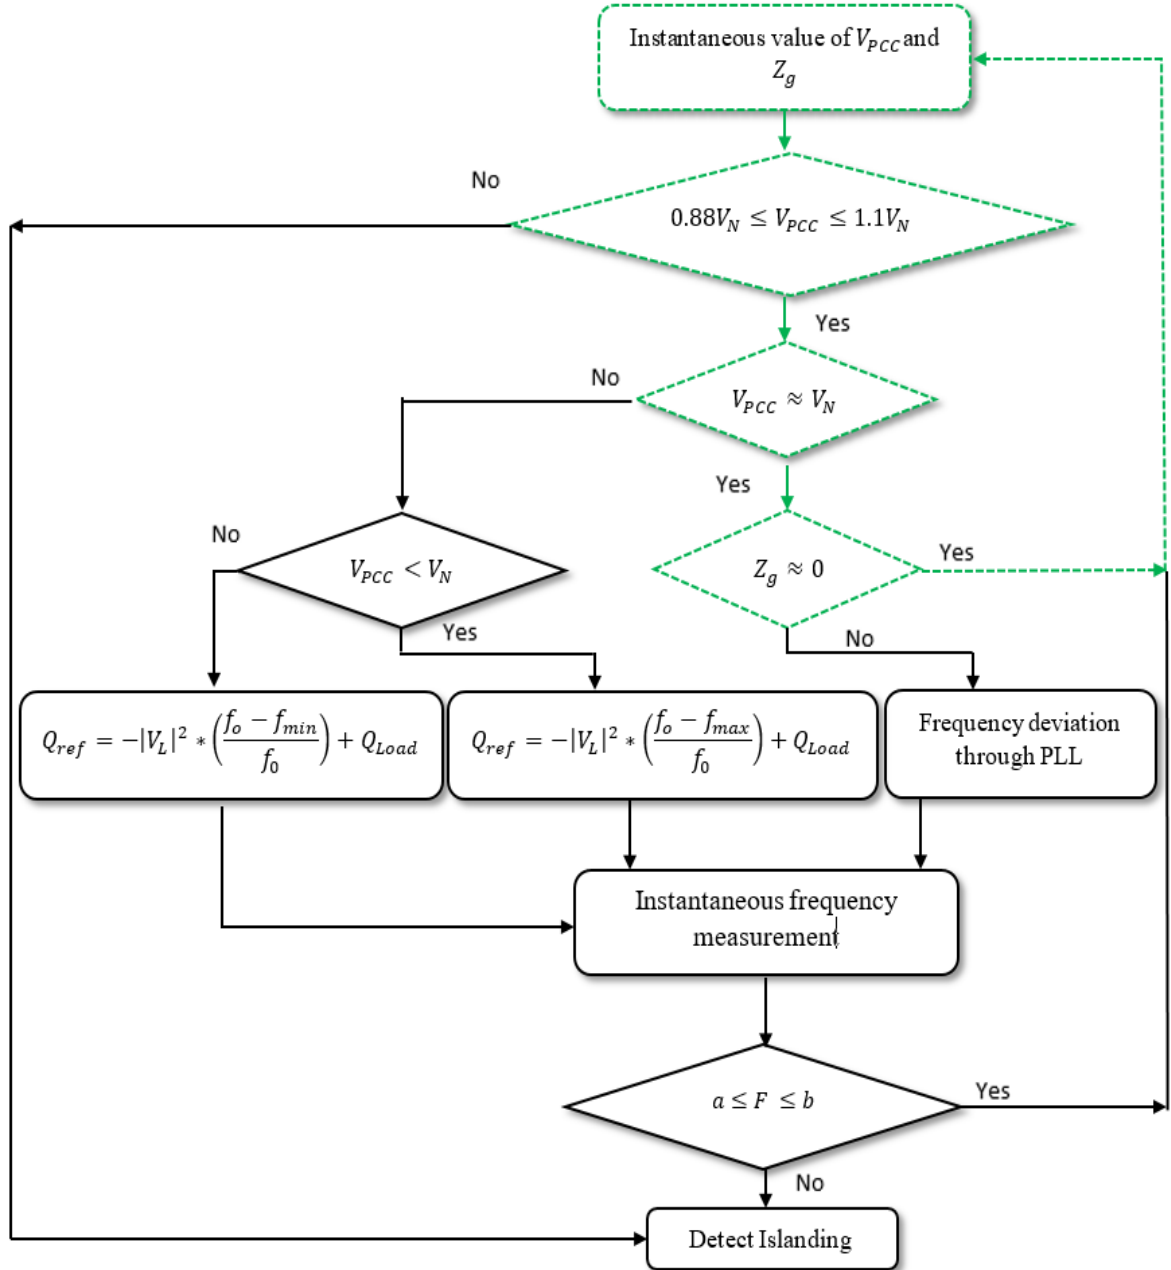 Instantaneous value of V_PCC and
Z_g
No
0.88V_N ≤ V_PCC ≤ 1.1V_N
Yes
No
V_PCC ≈ V_N
Yes
No
V_PCC < V_N
Z_g ≈ 0
Yes
Yes
No
Q_ref = −|V_L|² * ((f_o − f_min)/f_0) + Q_Load
Q_ref = −|V_L|² * ((f_o − f_max)/f_0) + Q_Load
Frequency deviation
through PLL
Instantaneous frequency
measurement
a ≤ F ≤ b
Yes
No
Detect Islanding